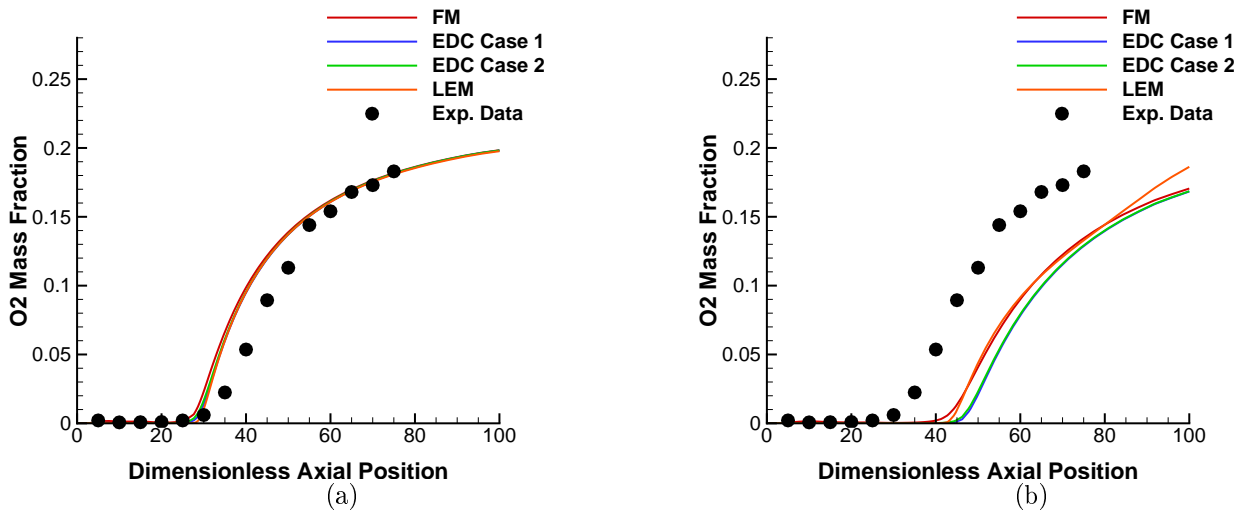 FM
EDC Case 1
EDC Case 2
LEM
Exp. Data
0.25
0.2
0.15
0.1
0.05
0
O2 Mass Fraction
0 20 40 60 80 100
Dimensionless Axial Position
(a)
FM
EDC Case 1
EDC Case 2
LEM
Exp. Data
0.25
0.2
0.15
0.1
0.05
0
O2 Mass Fraction
0 20 40 60 80 100
Dimensionless Axial Position
(b)